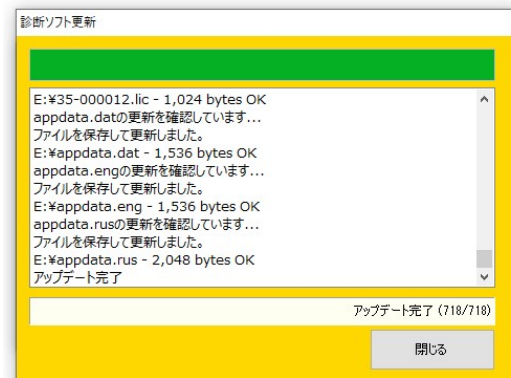 診断ソフト更新
E:¥35-000012.lic - 1,024 bytes OK
appdata.datの更新を確認しています...
ファイルを保存して更新しました。
E:¥appdata.dat - 1,536 bytes OK
appdata.engの更新を確認しています...
ファイルを保存して更新しました。
E:¥appdata.eng - 1,536 bytes OK
appdata.rusの更新を確認しています...
ファイルを保存して更新しました。
E:¥appdata.rus - 2,048 bytes OK
アップデート完了
アップデート完了 (718/718)
閉じる